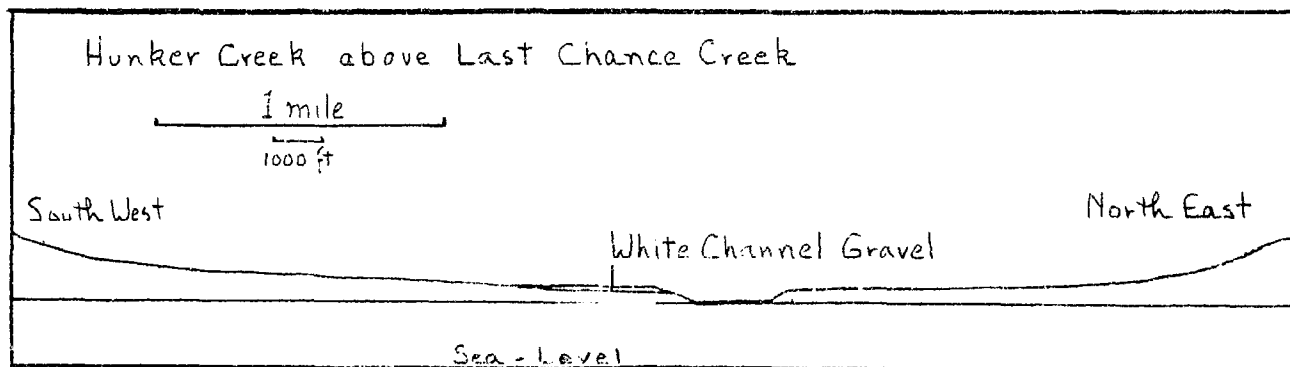 Hunker Creek above Last Chance Creek
1 mile
1000 ft
South West
North East
White Channel Gravel
Sea-Level